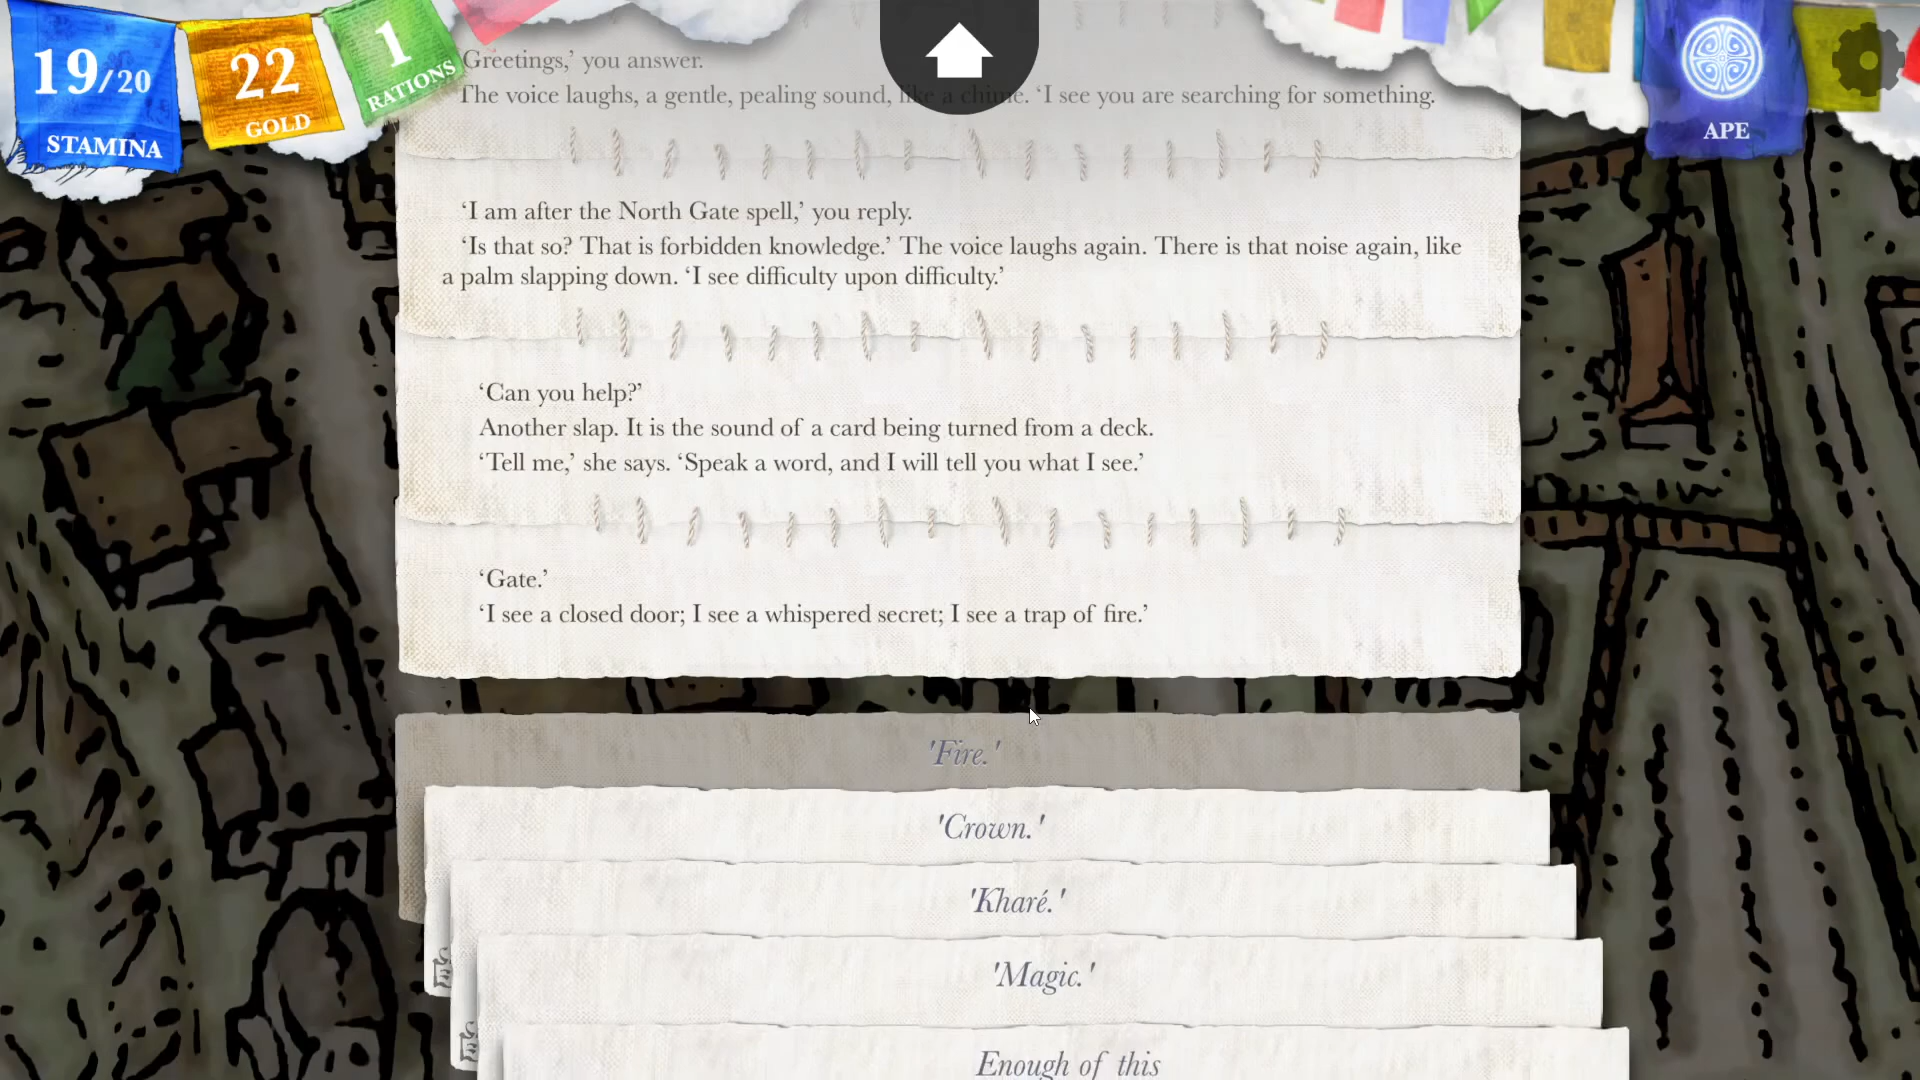 19/20
STAMINA
22
GOLD
1
RATIONS
APE
Greetings,’ you answer.
The voice laughs, a gentle, pealing sound, like a chime. ‘I see you are searching for something.
‘I am after the North Gate spell,’ you reply.
‘Is that so? That is forbidden knowledge.’ The voice laughs again. There is that noise again, like
a palm slapping down. ‘I see difficulty upon difficulty.’
‘Can you help?’
Another slap. It is the sound of a card being turned from a deck.
‘Tell me,’ she says. ‘Speak a word, and I will tell you what I see.’
‘Gate.’
‘I see a closed door; I see a whispered secret; I see a trap of fire.’
'Fire.'
'Crown.'
'Kharé.'
'Magic.'
Enough of this